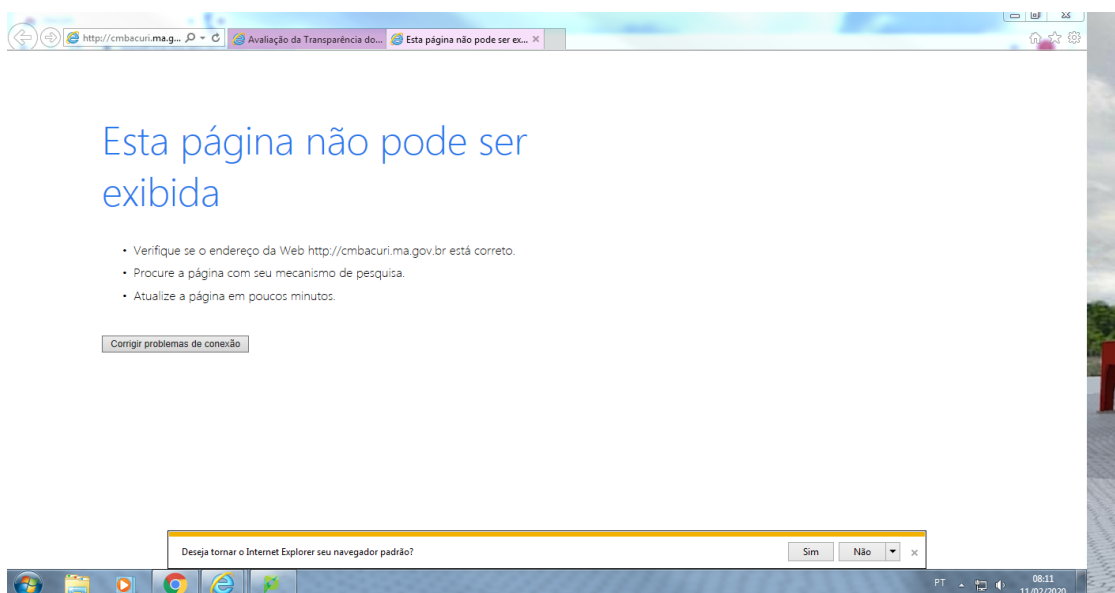 http://cmbacuri.ma.g...
Avaliação da Transparência do...
Esta página não pode ser ex...
Esta página não pode ser
exibida
• Verifique se o endereço da Web http://cmbacuri.ma.gov.br está correto.
• Procure a página com seu mecanismo de pesquisa.
• Atualize a página em poucos minutos.
Corrigir problemas de conexão
Deseja tornar o Internet Explorer seu navegador padrão?
Sim
Não
PT
08:11
11/02/2020